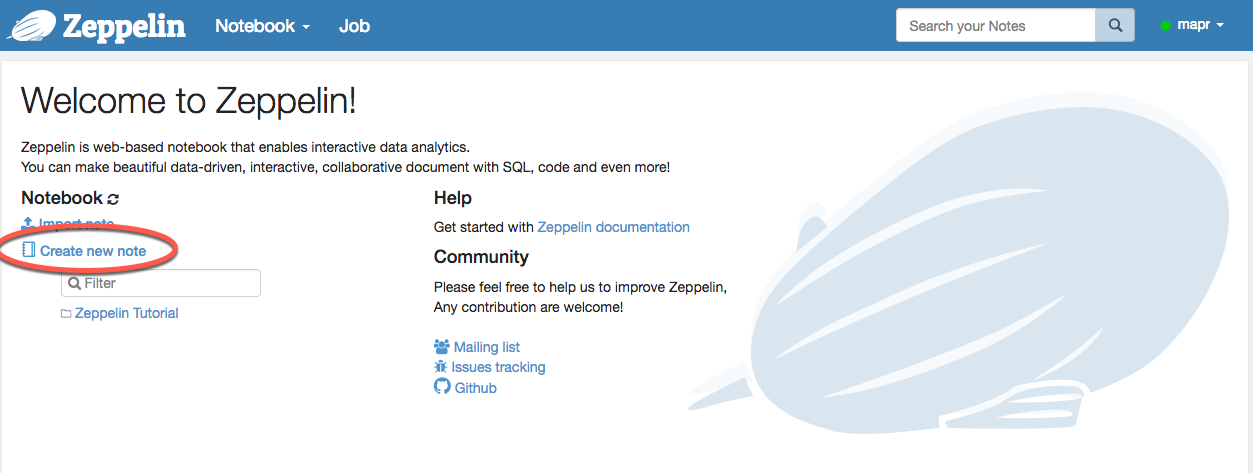 Zeppelin Notebook Job Search your Notes mapr
Welcome to Zeppelin!
Zeppelin is web-based notebook that enables interactive data analytics.
You can make beautiful data-driven, interactive, collaborative document with SQL, code and even more!
Notebook
Import note
Create new note
Filter
Zeppelin Tutorial
Help
Get started with Zeppelin documentation
Community
Please feel free to help us to improve Zeppelin,
Any contribution are welcome!
Mailing list
Issues tracking
Github